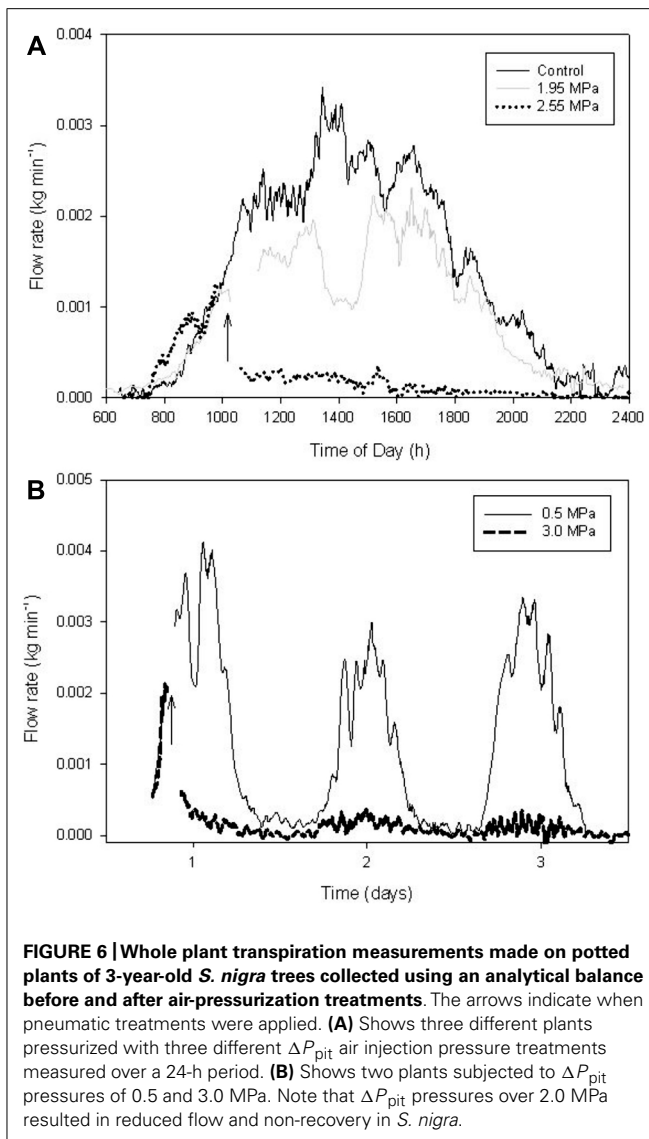 A
Control
1.95 MPa
2.55 MPa
0.004
0.003
0.002
0.001
0.000
Flow rate (kg min⁻¹)
600 800 1000 1200 1400 1600 1800 2000 2200 2400
Time of Day (h)
B
0.5 MPa
3.0 MPa
0.005
0.004
0.003
0.002
0.001
0.000
Flow rate (kg min⁻¹)
1 2 3
Time (days)
FIGURE 6 | Whole plant transpiration measurements made on potted
plants of 3-year-old S. nigra trees collected using an analytical balance
before and after air-pressurization treatments. The arrows indicate when
pneumatic treatments were applied. (A) Shows three different plants
pressurized with three different ΔPpit air injection pressure treatments
measured over a 24-h period. (B) Shows two plants subjected to ΔPpit
pressures of 0.5 and 3.0 MPa. Note that ΔPpit pressures over 2.0 MPa
resulted in reduced flow and non-recovery in S. nigra.